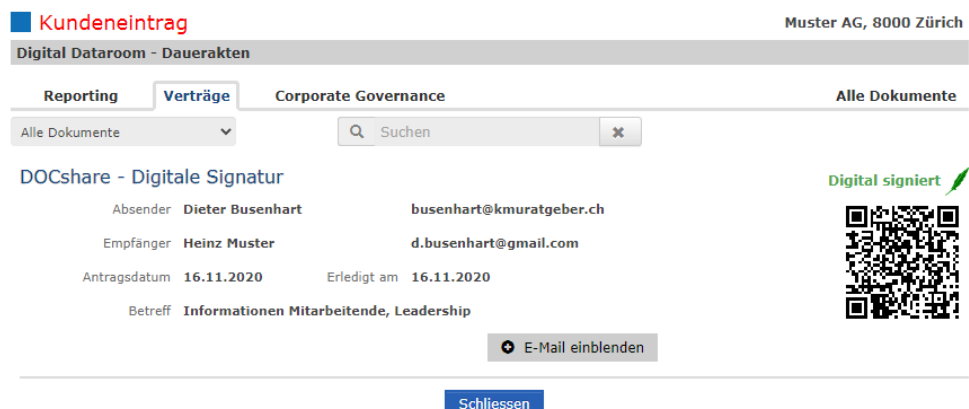 Kundeneintrag Muster AG, 8000 Zürich
Digital Dataroom - Dauerakten
Reporting Verträge Corporate Governance Alle Dokumente
Alle Dokumente Suchen
DOCshare - Digitale Signatur Digital signiert
Absender Dieter Busenhart busenhart@kmuratgeber.ch
Empfänger Heinz Muster d.busenhart@gmail.com
Antragsdatum 16.11.2020 Erledigt am 16.11.2020
Betreff Informationen Mitarbeitende, Leadership
E-Mail einblenden
Schliessen